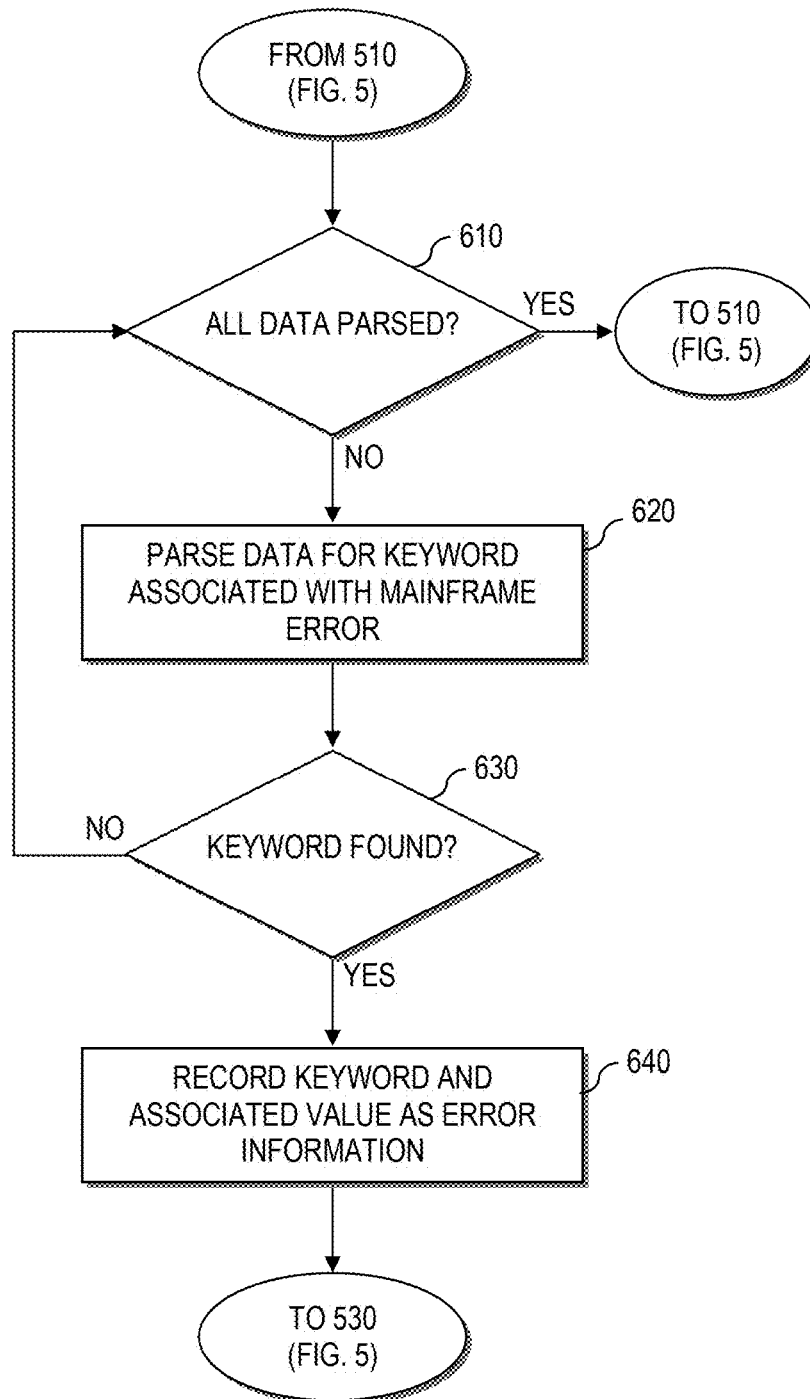 FROM 510
(FIG. 5)
610
ALL DATA PARSED?
YES
TO 510
(FIG. 5)
NO
620
PARSE DATA FOR KEYWORD
ASSOCIATED WITH MAINFRAME
ERROR
630
NO
KEYWORD FOUND?
YES
640
RECORD KEYWORD AND
ASSOCIATED VALUE AS ERROR
INFORMATION
TO 530
(FIG. 5)